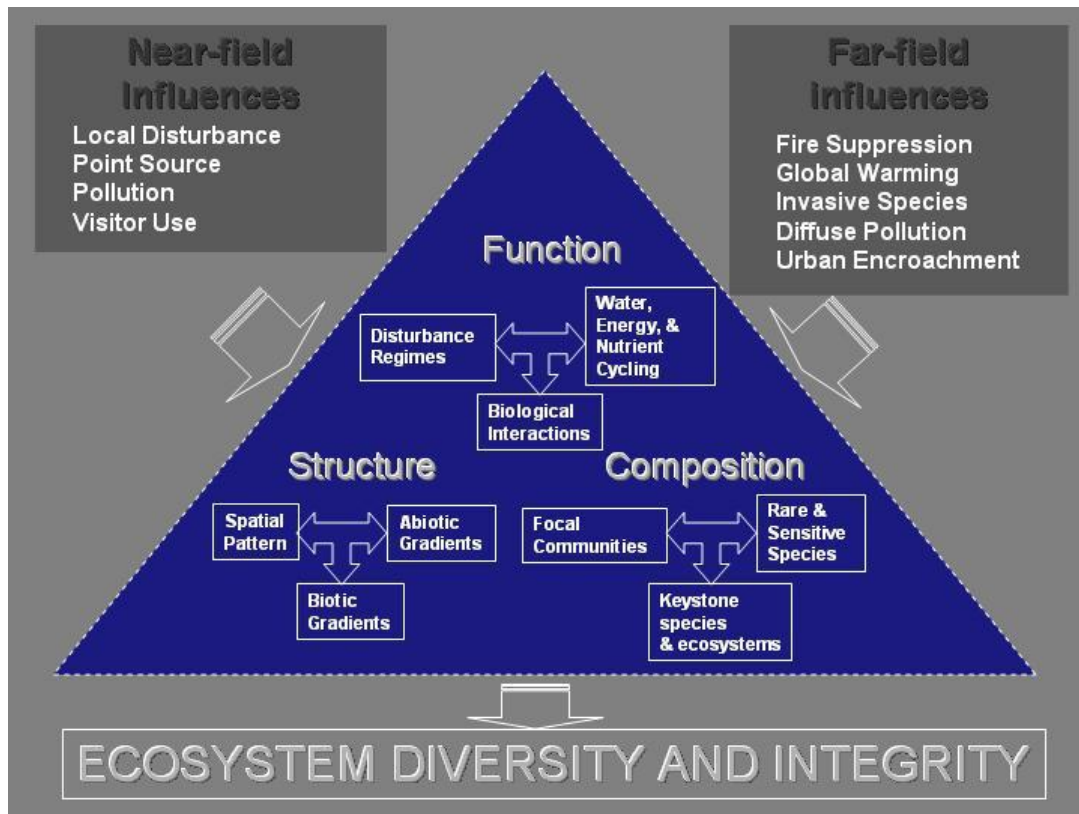 Near-field
Influences
Local Disturbance
Point Source
Pollution
Visitor Use
Far-field
influences
Fire Suppression
Global Warming
Invasive Species
Diffuse Pollution
Urban Encroachment
Function
Disturbance
Regimes
Water,
Energy, &
Nutrient
Cycling
Biological
Interactions
Structure
Spatial
Pattern
Abiotic
Gradients
Biotic
Gradients
Composition
Focal
Communities
Rare &
Sensitive
Species
Keystone
species
& ecosystems
ECOSYSTEM DIVERSITY AND INTEGRITY